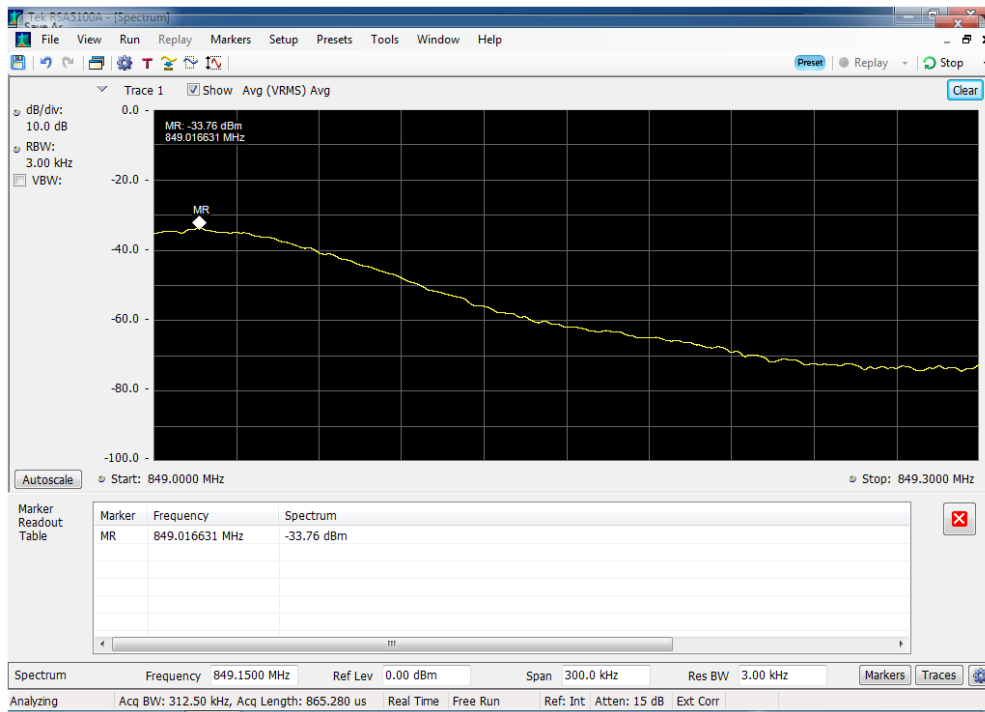 Tek RSA5100A - [Spectrum]
Save As
File View Run Replay Markers Setup Presets Tools Window Help
T Preset Replay Stop
Trace 1 Show Avg (VRMS) Avg Clear
dB/div:
10.0 dB
RBW:
3.00 kHz
VBW:
0.0 -
-20.0 -
-40.0 -
-60.0 -
-80.0 -
-100.0 -
MR: -33.76 dBm
849.016631 MHz
MR
Autoscale Start: 849.0000 MHz Stop: 849.3000 MHz
Marker
Readout
Table
Marker Frequency Spectrum
MR 849.016631 MHz -33.76 dBm
Spectrum Frequency 849.1500 MHz Ref Lev 0.00 dBm Span 300.0 kHz Res BW 3.00 kHz Markers Traces
Analyzing Acq BW: 312.50 kHz, Acq Length: 865.280 us Real Time Free Run Ref: Int Atten: 15 dB Ext Corr